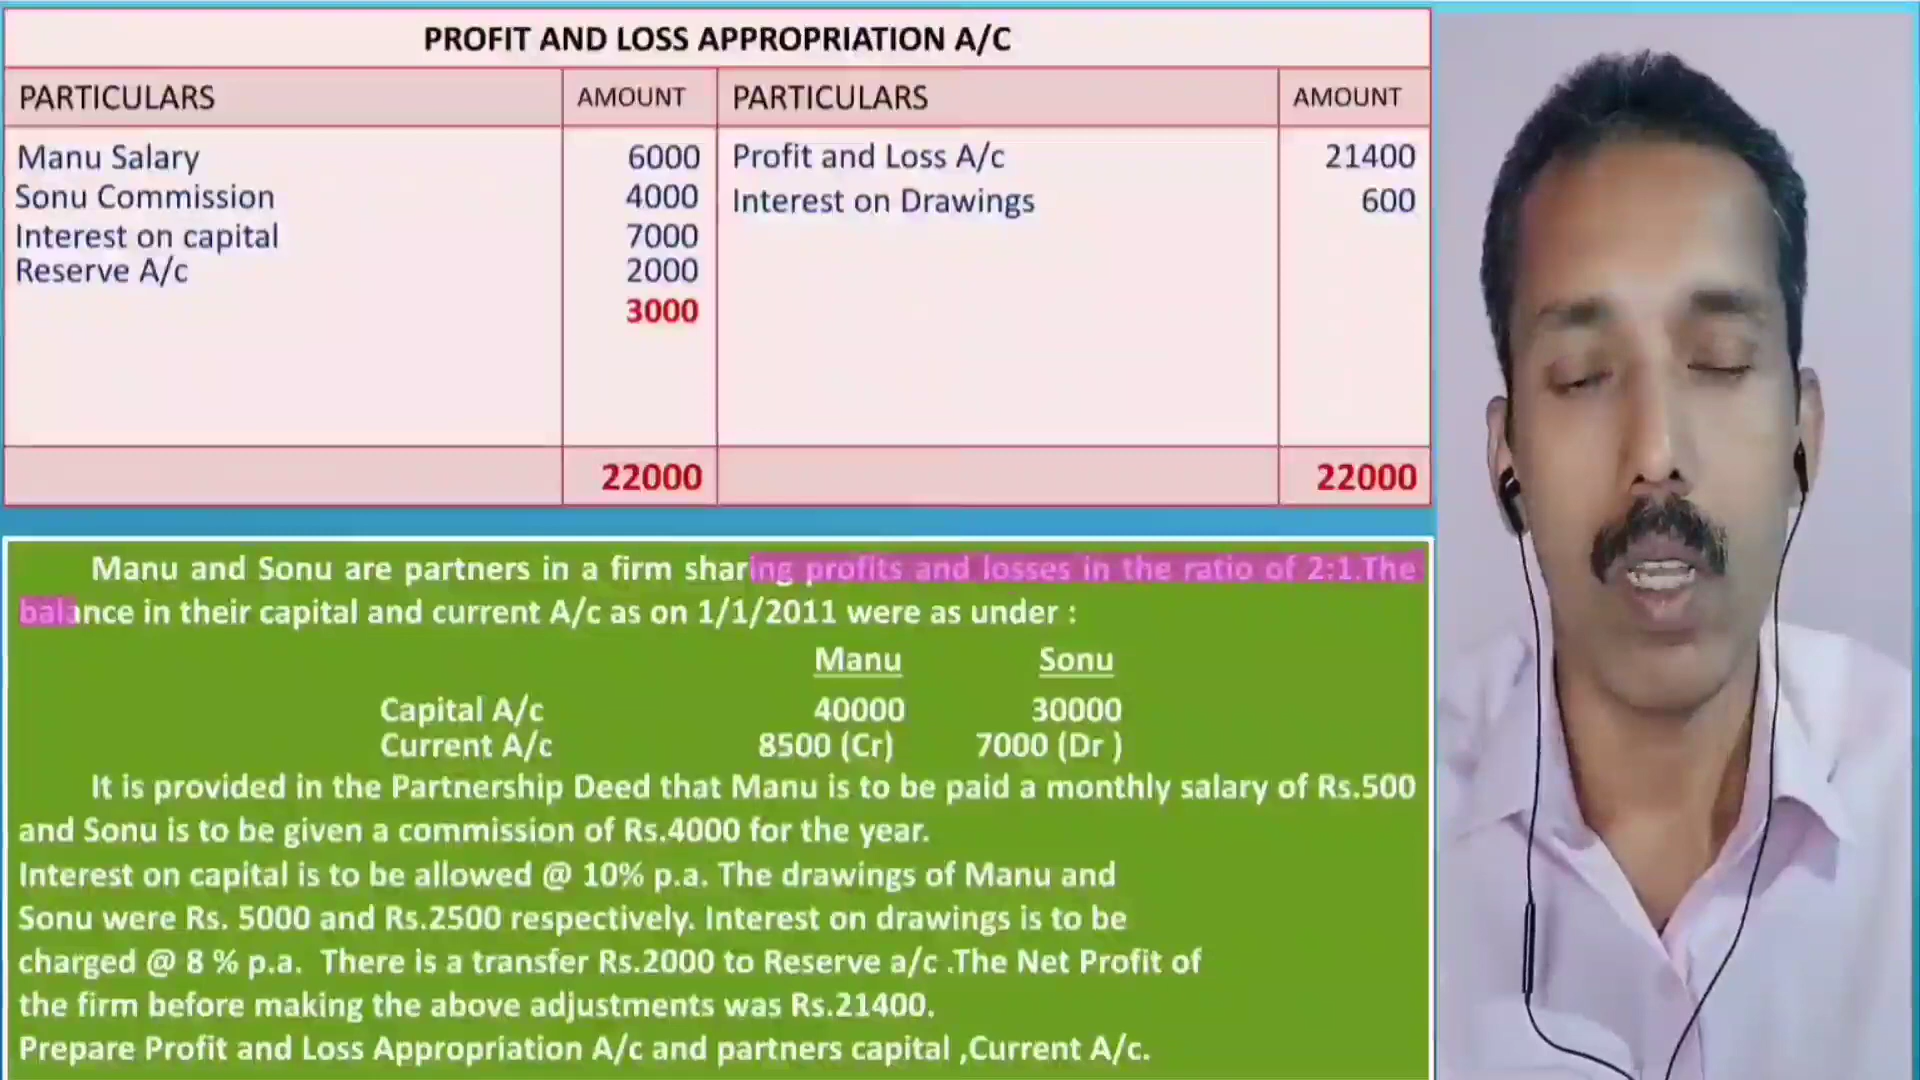 PROFIT AND LOSS APPROPRIATION A/C
PARTICULARS AMOUNT PARTICULARS AMOUNT
Manu Salary 6000 Profit and Loss A/c 21400
Sonu Commission 4000 Interest on Drawings 600
Interest on capital 7000
Reserve A/c 2000
3000
22000 22000
Manu and Sonu are partners in a firm sharing profits and losses in the ratio of 2:1.The
balance in their capital and current A/c as on 1/1/2011 were as under :
Manu Sonu
Capital A/c 40000 30000
Current A/c 8500 (Cr) 7000 (Dr )
It is provided in the Partnership Deed that Manu is to be paid a monthly salary of Rs.500
and Sonu is to be given a commission of Rs.4000 for the year.
Interest on capital is to be allowed @ 10% p.a. The drawings of Manu and
Sonu were Rs. 5000 and Rs.2500 respectively. Interest on drawings is to be
charged @ 8 % p.a. There is a transfer Rs.2000 to Reserve a/c .The Net Profit of
the firm before making the above adjustments was Rs.21400.
Prepare Profit and Loss Appropriation A/c and partners capital ,Current A/c.